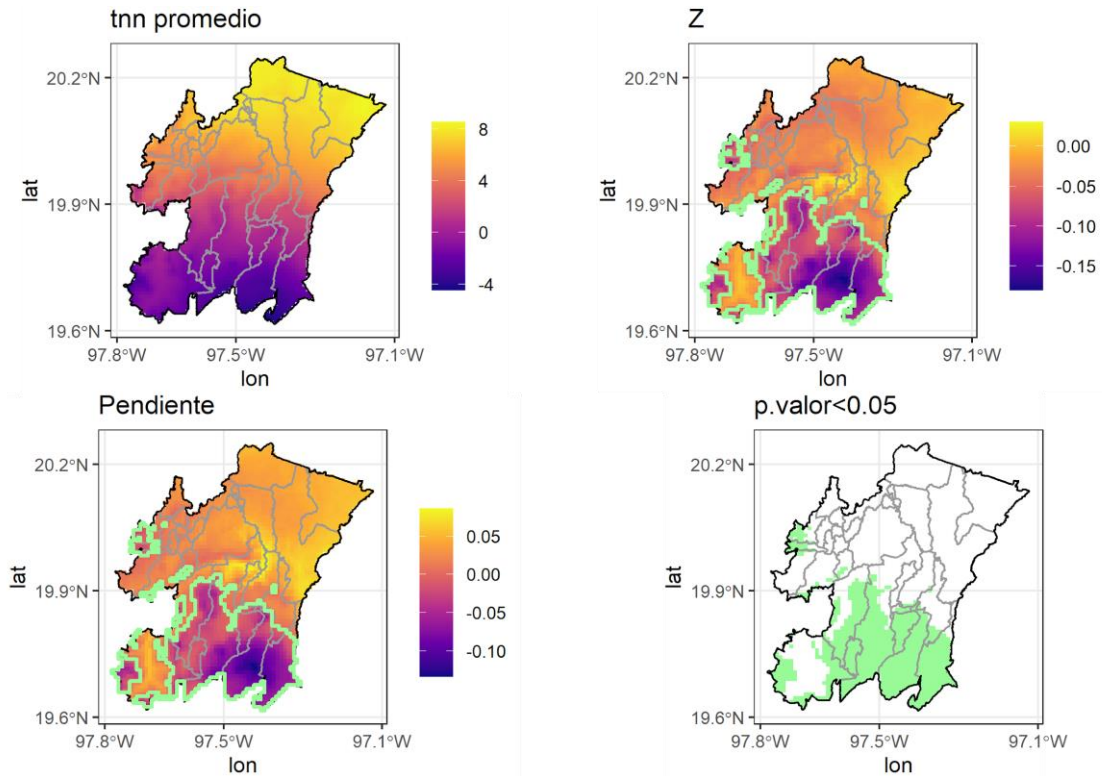 tnn promedio
20.2°N
19.9°N
19.6°N
lat
97.8°W
97.5°W
97.1°W
lon
8
4
0
-4
Z
20.2°N
19.9°N
19.6°N
lat
97.8°W
97.5°W
97.1°W
lon
0.00
-0.05
-0.10
-0.15
Pendiente
20.2°N
19.9°N
19.6°N
lat
97.8°W
97.5°W
97.1°W
lon
0.05
0.00
-0.05
-0.10
p.valor<0.05
20.2°N
19.9°N
19.6°N
lat
97.8°W
97.5°W
97.1°W
lon